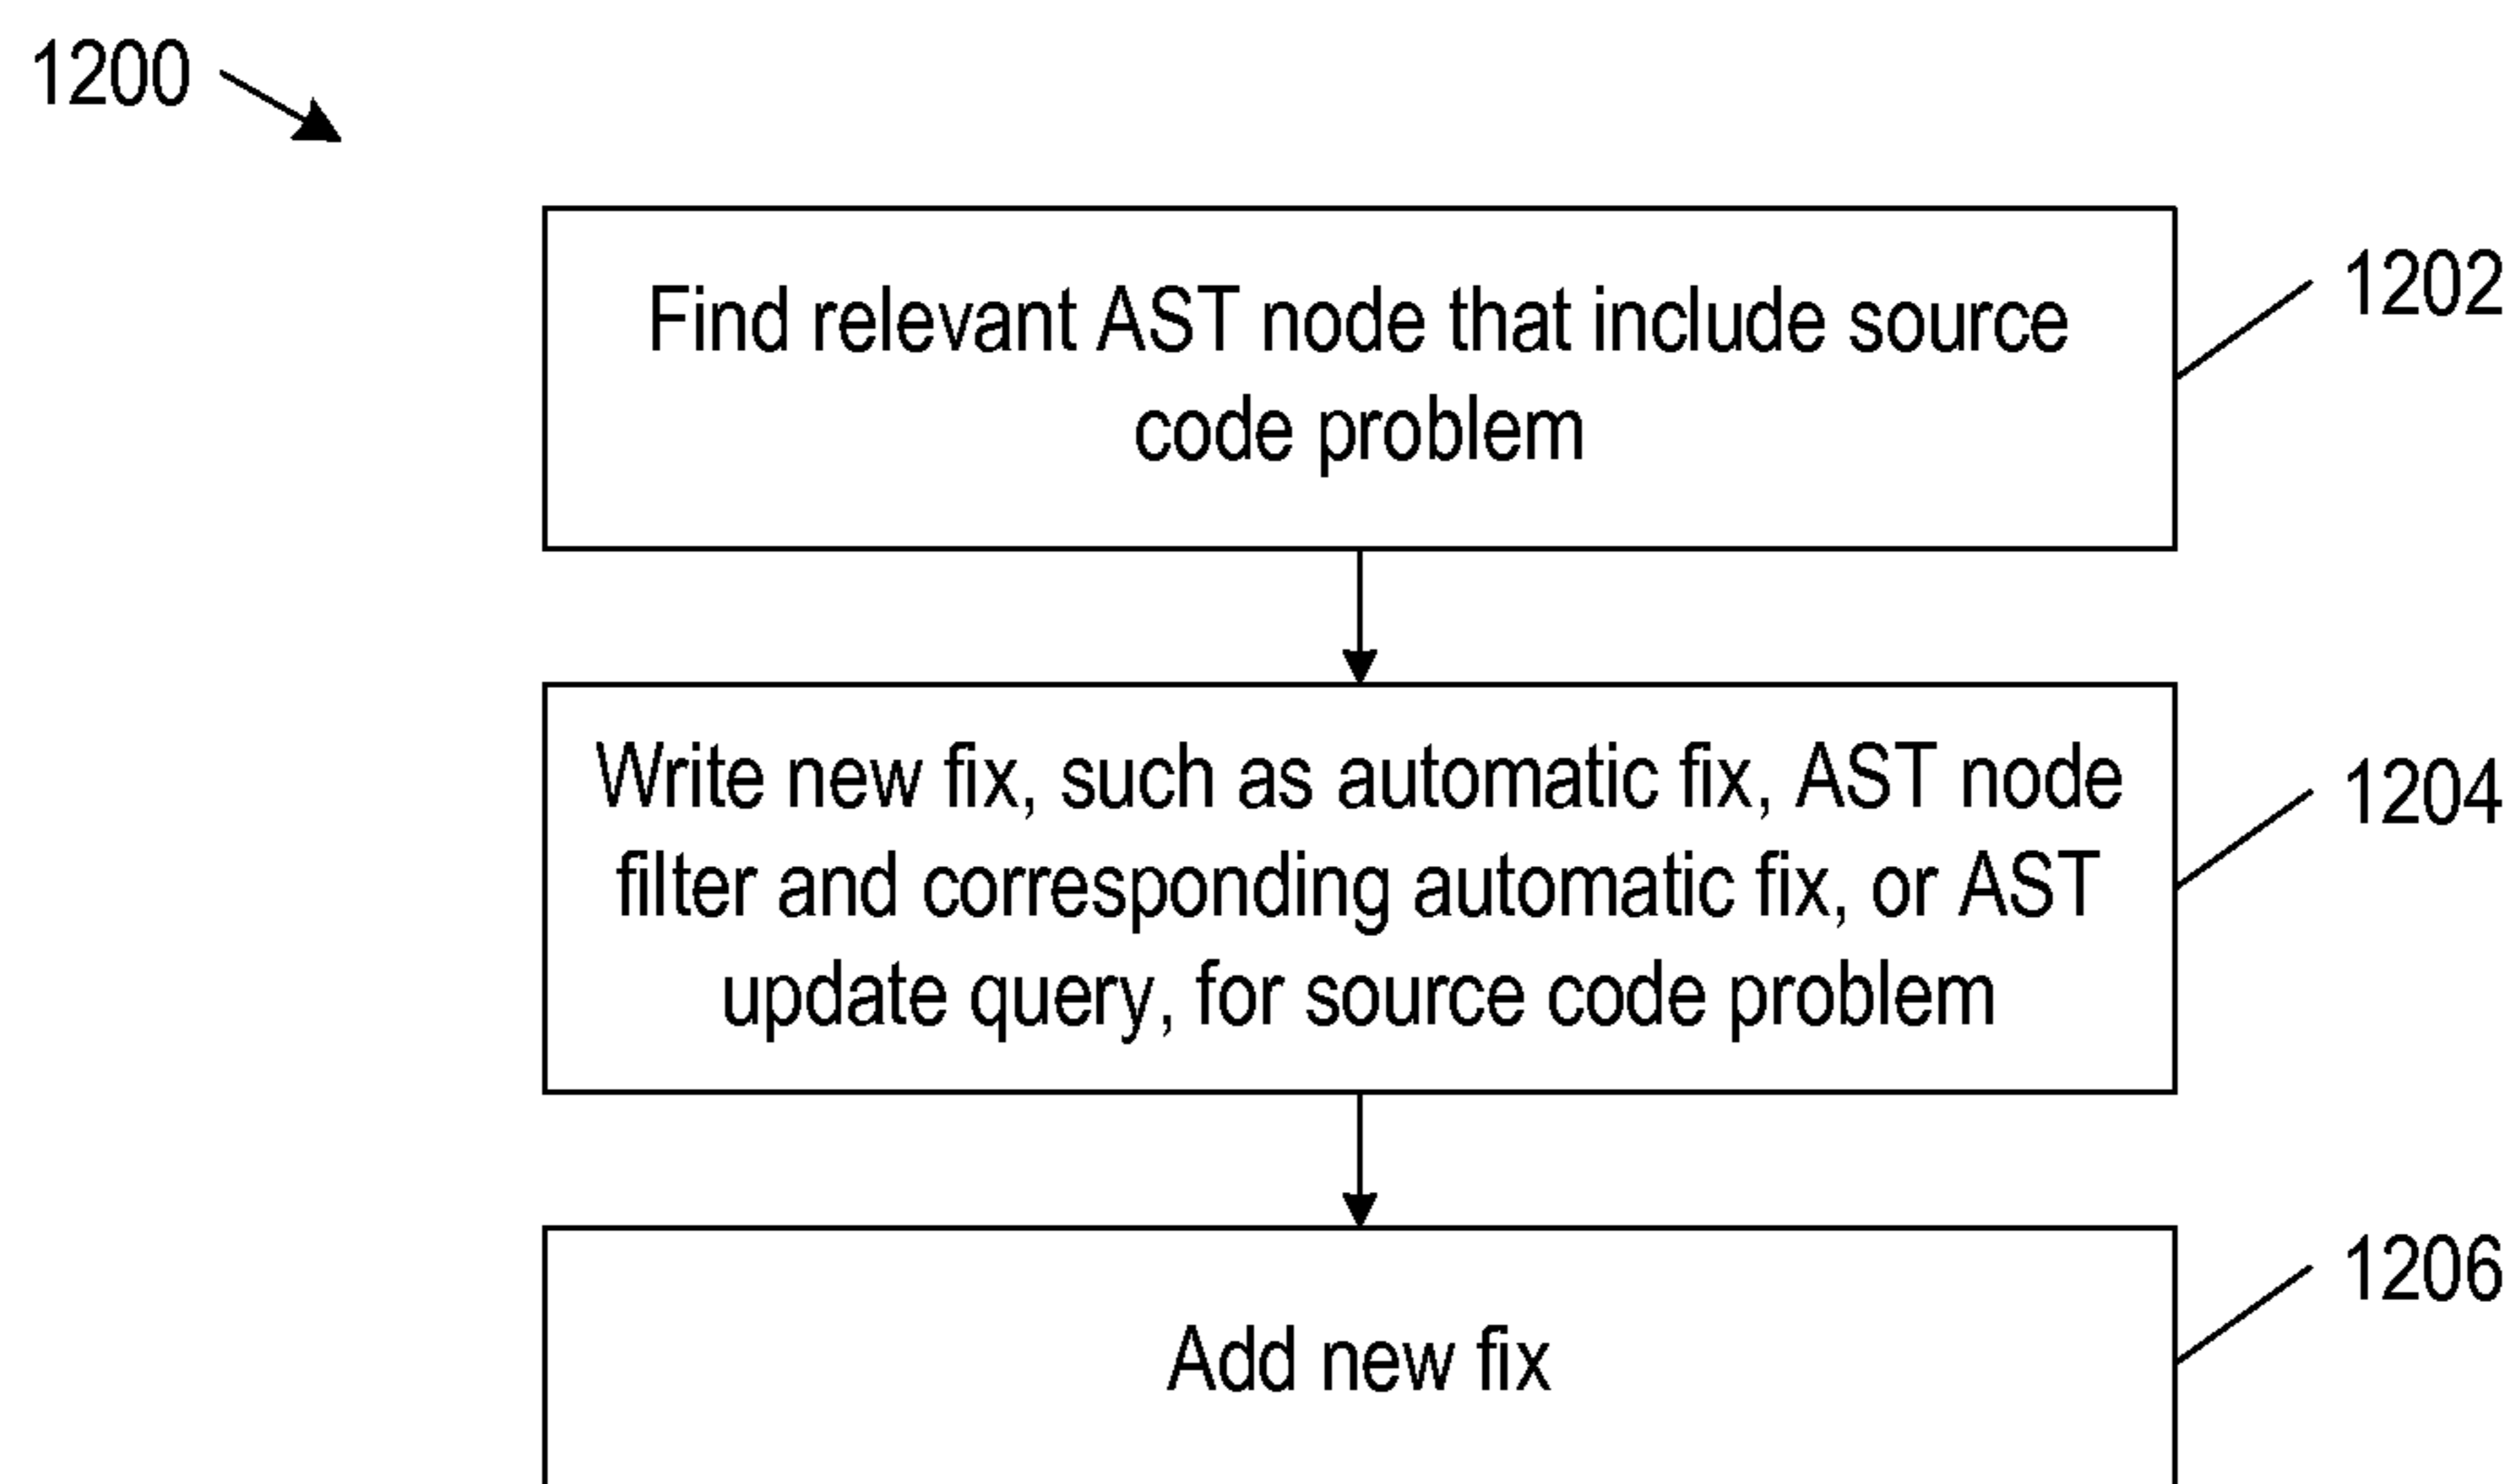 1200
Find relevant AST node that include source
code problem
1202
Write new fix, such as automatic fix, AST node
filter and corresponding automatic fix, or AST
update query, for source code problem
1204
Add new fix
1206